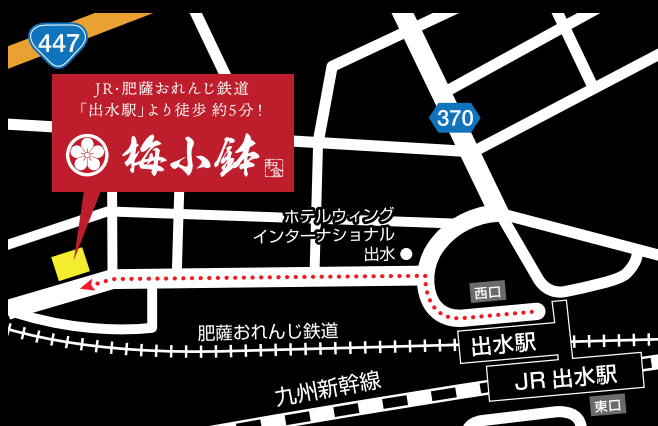 447
JR・肥薩おれんじ鉄道
「出水駅」より徒歩 約5分！
梅小鉢
和食
370
ホテルウィング
インターナショナル
出水
西口
肥薩おれんじ鉄道
出水駅
九州新幹線
JR 出水駅
東口